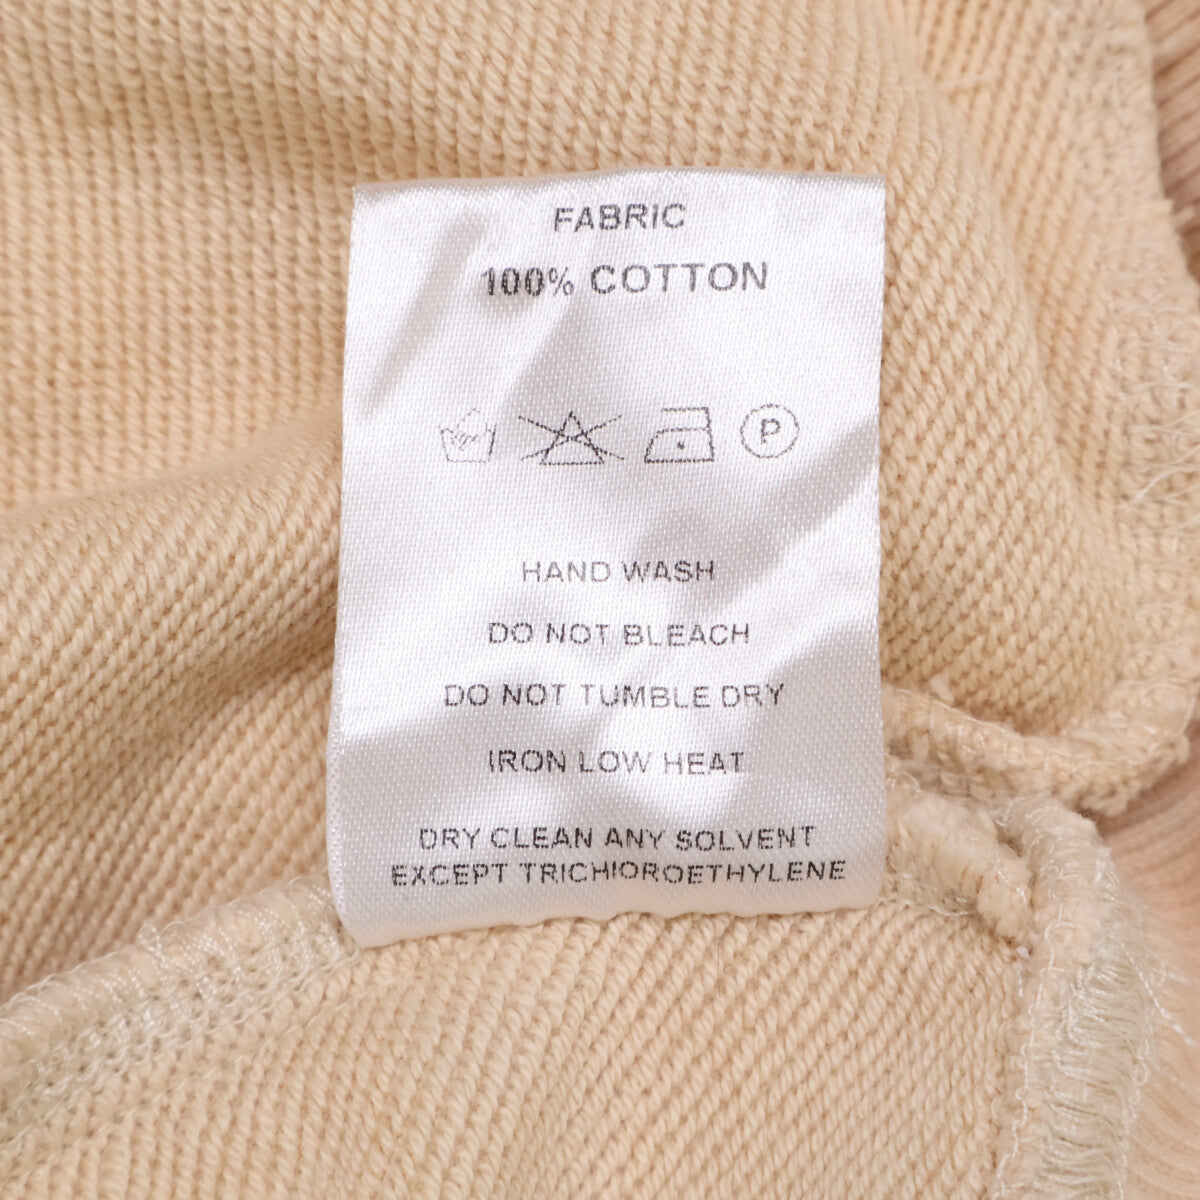 FABRIC
100% COTTON
P
HAND WASH
DO NOT BLEACH
DO NOT TUMBLE DRY
IRON LOW HEAT
DRY CLEAN ANY SOLVENT
EXCEPT TRICHIOROETHYLENE